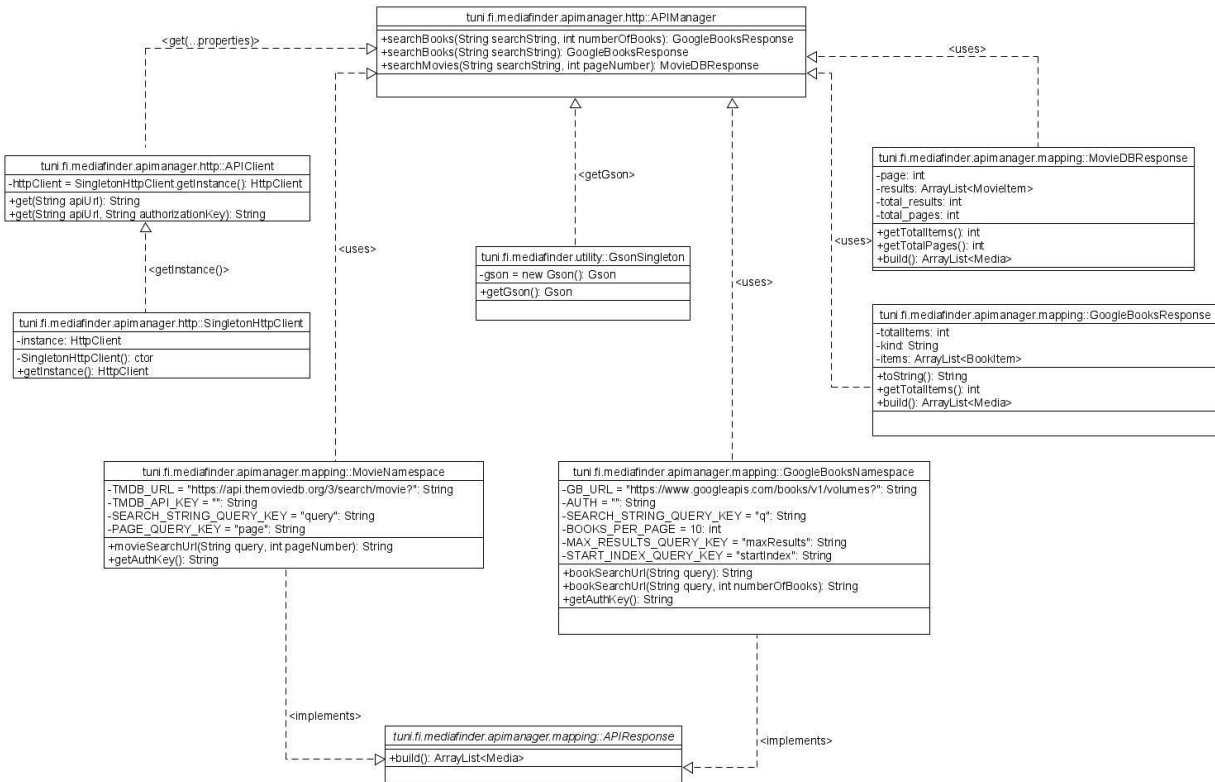 tuni.fi.mediafinder.apimanager.http::APIManager
+searchBooks(String searchString, int numberOfBooks): GoogleBooksResponse
+searchBooks(String searchString): GoogleBooksResponse
+searchMovies(String searchString, int pageNumber): MovieDBResponse
<get(...properties)>
<uses>
tuni.fi.mediafinder.apimanager.http::APIClient
-httpClient = SingletonHttpClient.getInstance(): HttpClient
+get(String apiUrl): String
+get(String apiUrl, String authorizationKey): String
<getInstance()>
tuni.fi.mediafinder.apimanager.http::SingletonHttpClient
-instance: HttpClient
-SingletonHttpClient(): ctor
+getInstance(): HttpClient
<uses>
<getGson>
tuni.fi.mediafinder.utility::GsonSingleton
-gson = new Gson(): Gson
+getGson(): Gson
<uses>
<uses>
tuni.fi.mediafinder.apimanager.mapping::MovieDBResponse
-page: int
-results: ArrayList<MovieItem>
-total_results: int
-total_pages: int
+getTotalItems(): int
+getTotalPages(): int
+build(): ArrayList<Media>
tuni.fi.mediafinder.apimanager.mapping::GoogleBooksResponse
-totalItems: int
-kind: String
-items: ArrayList<BookItem>
+toString(): String
+getTotalItems(): int
+build(): ArrayList<Media>
tuni.fi.mediafinder.apimanager.mapping::MovieNamespace
-TMDB_URL = "https://api.themoviedb.org/3/search/movie?": String
-TMDB_API_KEY = "": String
-SEARCH_STRING_QUERY_KEY = "query": String
-PAGE_QUERY_KEY = "page": String
+movieSearchUrl(String query, int pageNumber): String
+getAuthKey(): String
tuni.fi.mediafinder.apimanager.mapping::GoogleBooksNamespace
-GB_URL = "https://www.googleapis.com/books/v1/volumes?": String
-AUTH = "": String
-SEARCH_STRING_QUERY_KEY = "q": String
-BOOKS_PER_PAGE = 10: int
-MAX_RESULTS_QUERY_KEY = "maxResults": String
-START_INDEX_QUERY_KEY = "startIndex": String
+bookSearchUrl(String query): String
+bookSearchUrl(String query, int numberOfBooks): String
+getAuthKey(): String
<implements>
<implements>
tuni.fi.mediafinder.apimanager.mapping::APIResponse
+build(): ArrayList<Media>